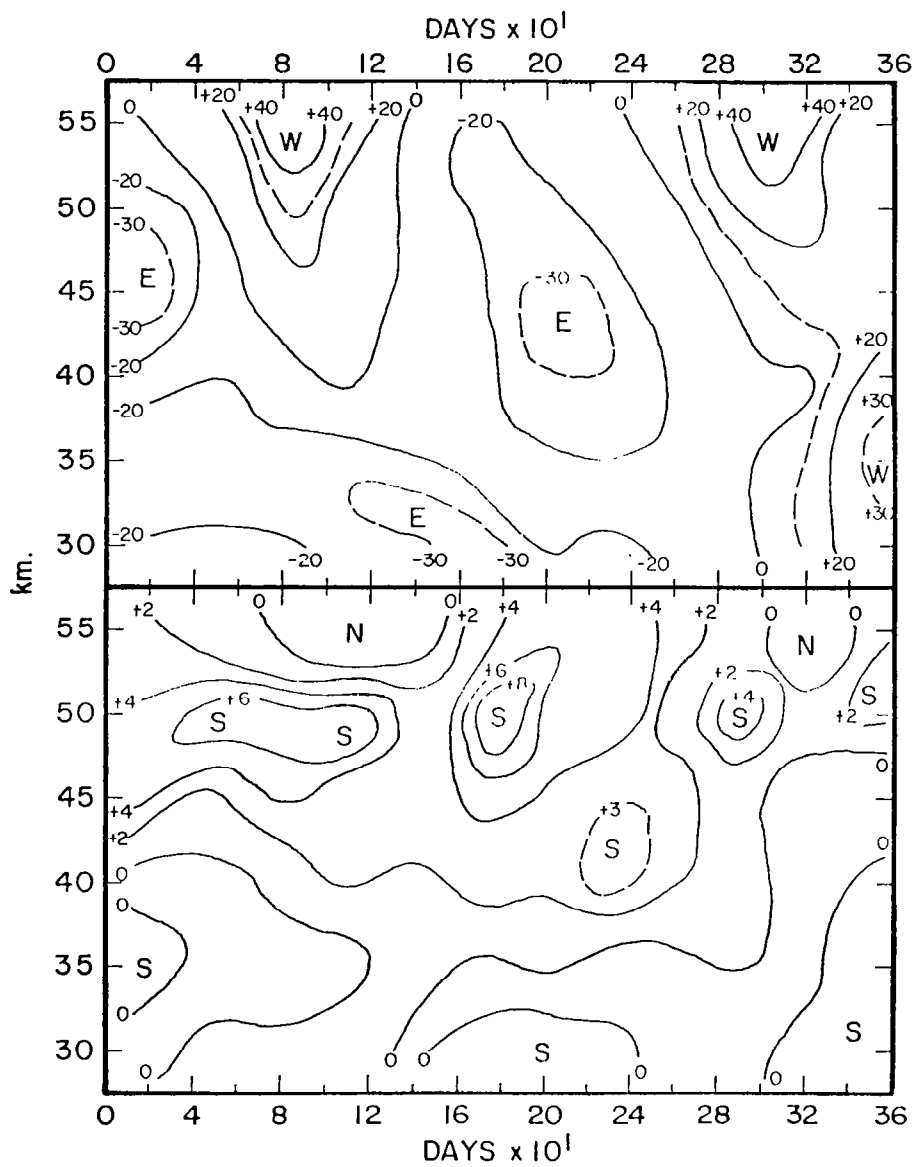 DAYS x 10¹
0 4 8 12 16 20 24 28 32 36
0 +20 +40 +40 +20 0 -20 0 +20 +40 +40 +20
55 W W
-20
50
-30
45 E -30 E
-30 +20
-20
40
-20 +30
35 W
E +30
30 -20 -20 -30 -30 -20 0 +20
km.
+2 0 0 +2 +4 +4 +2 0 0
55 N N
+6 +2
+4 +6 +8 +4 S
50 S S S S +2
0
45
+4 +3
+2 S 0
40 0
0
35 S
0 S
30 0 0 0 S 0 0
0 4 8 12 16 20 24 28 32 36
DAYS x 10¹